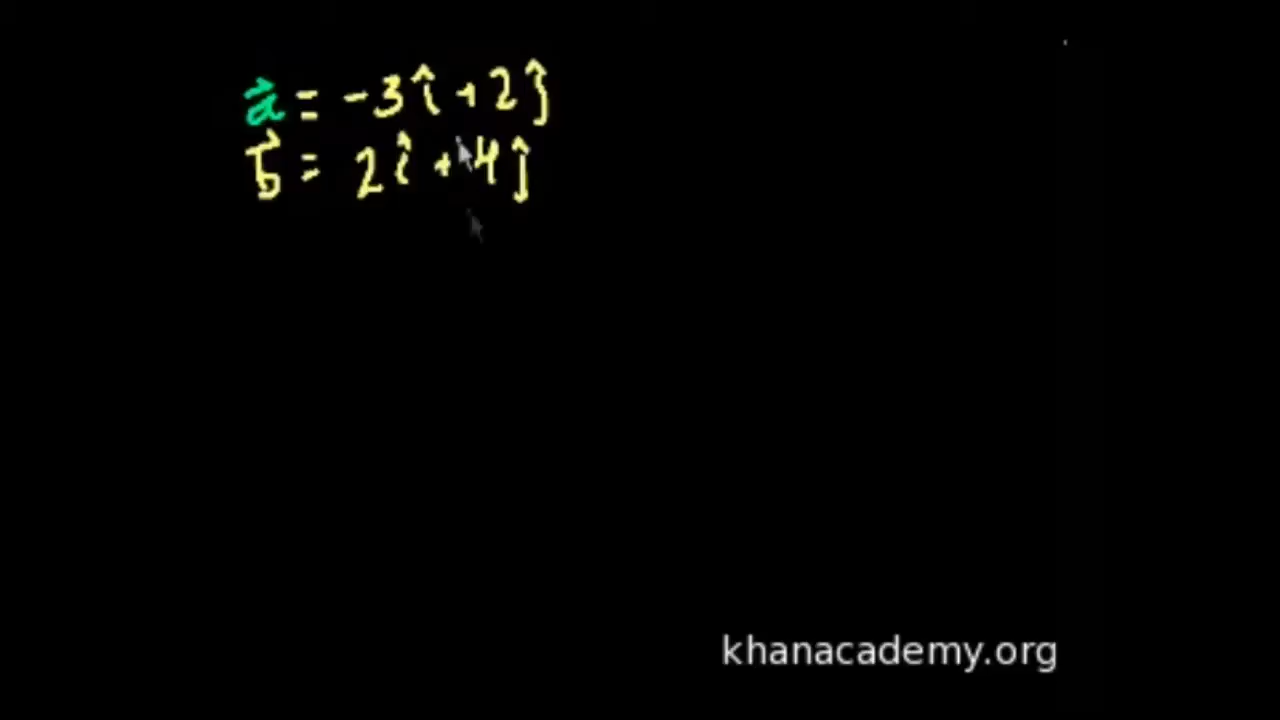 a⃗ = -3î + 2ĵ
b⃗ = 2î + 4ĵ
khanacademy.org